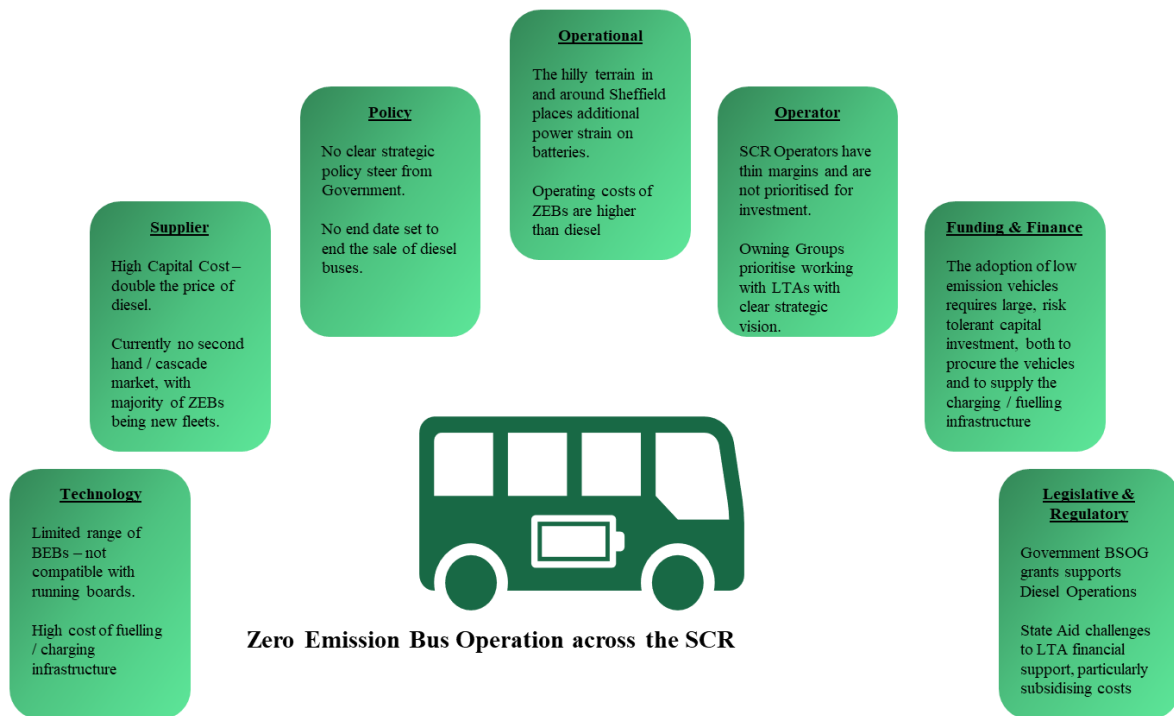 Technology
Limited range of
BEBs – not
compatible with
running boards.
High cost of fuelling
/ charging
infrastructure
Supplier
High Capital Cost –
double the price of
diesel.
Currently no second
hand / cascade
market, with
majority of ZEBs
being new fleets.
Policy
No clear strategic
policy steer from
Government.
No end date set to
end the sale of diesel
buses.
Operational
The hilly terrain in
and around Sheffield
places additional
power strain on
batteries.
Operating costs of
ZEBs are higher
than diesel
Operator
SCR Operators have
thin margins and are
not prioritised for
investment.
Owning Groups
prioritise working
with LTAs with
clear strategic
vision.
Funding & Finance
The adoption of low
emission vehicles
requires large, risk
tolerant capital
investment, both to
procure the vehicles
and to supply the
charging / fuelling
infrastructure
Legislative &
Regulatory
Government BSOG
grants supports
Diesel Operations
State Aid challenges
to LTA financial
support, particularly
subsidising costs
Zero Emission Bus Operation across the SCR